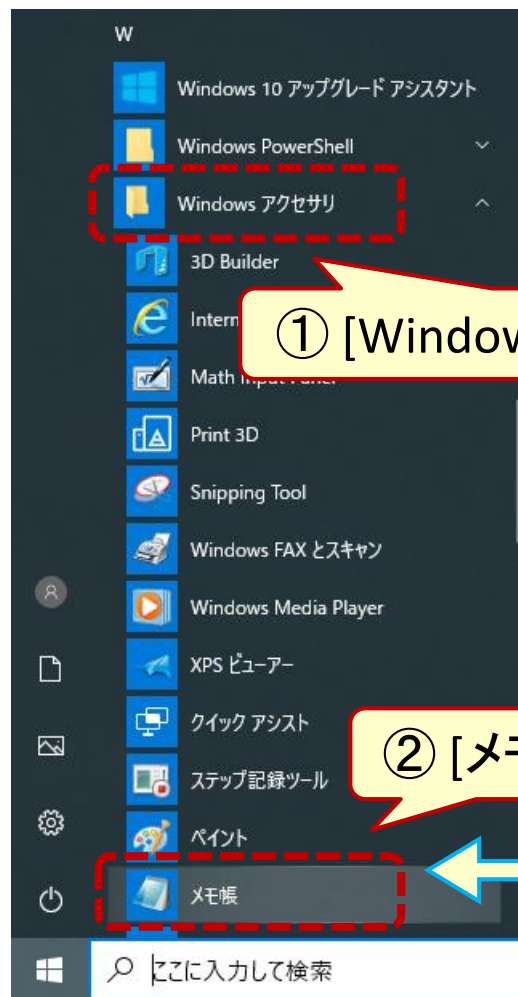 W
Windows 10 アップグレード アシスタント
Windows PowerShell
Windows アクセサリ
3D Builder
Intern
① [Window
Math Input Panel
Print 3D
Snipping Tool
Windows FAX とスキャン
Windows Media Player
XPS ビューアー
クイック アシスト
② [メモ
ステップ記録ツール
ペイント
メモ帳
ここに入力して検索